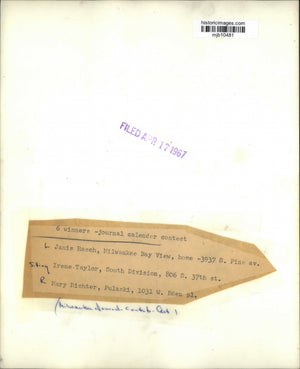 historicimages.com
mjb10481
FILED APR 17 1967
6 winners -journal calendar contest
L Janis Rasch, Milwaukee Bay View, home -3937 S. Pine av.
Sitting Irene Taylor, South Division, 806 S. 37th st.
R Mary Richter, Pulaski, 1031 W. Eden pl.